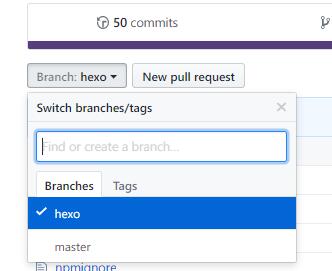 50 commits
Branch: hexo
New pull request
Switch branches/tags
Find or create a branch...
Branches
Tags
hexo
master
npmignore